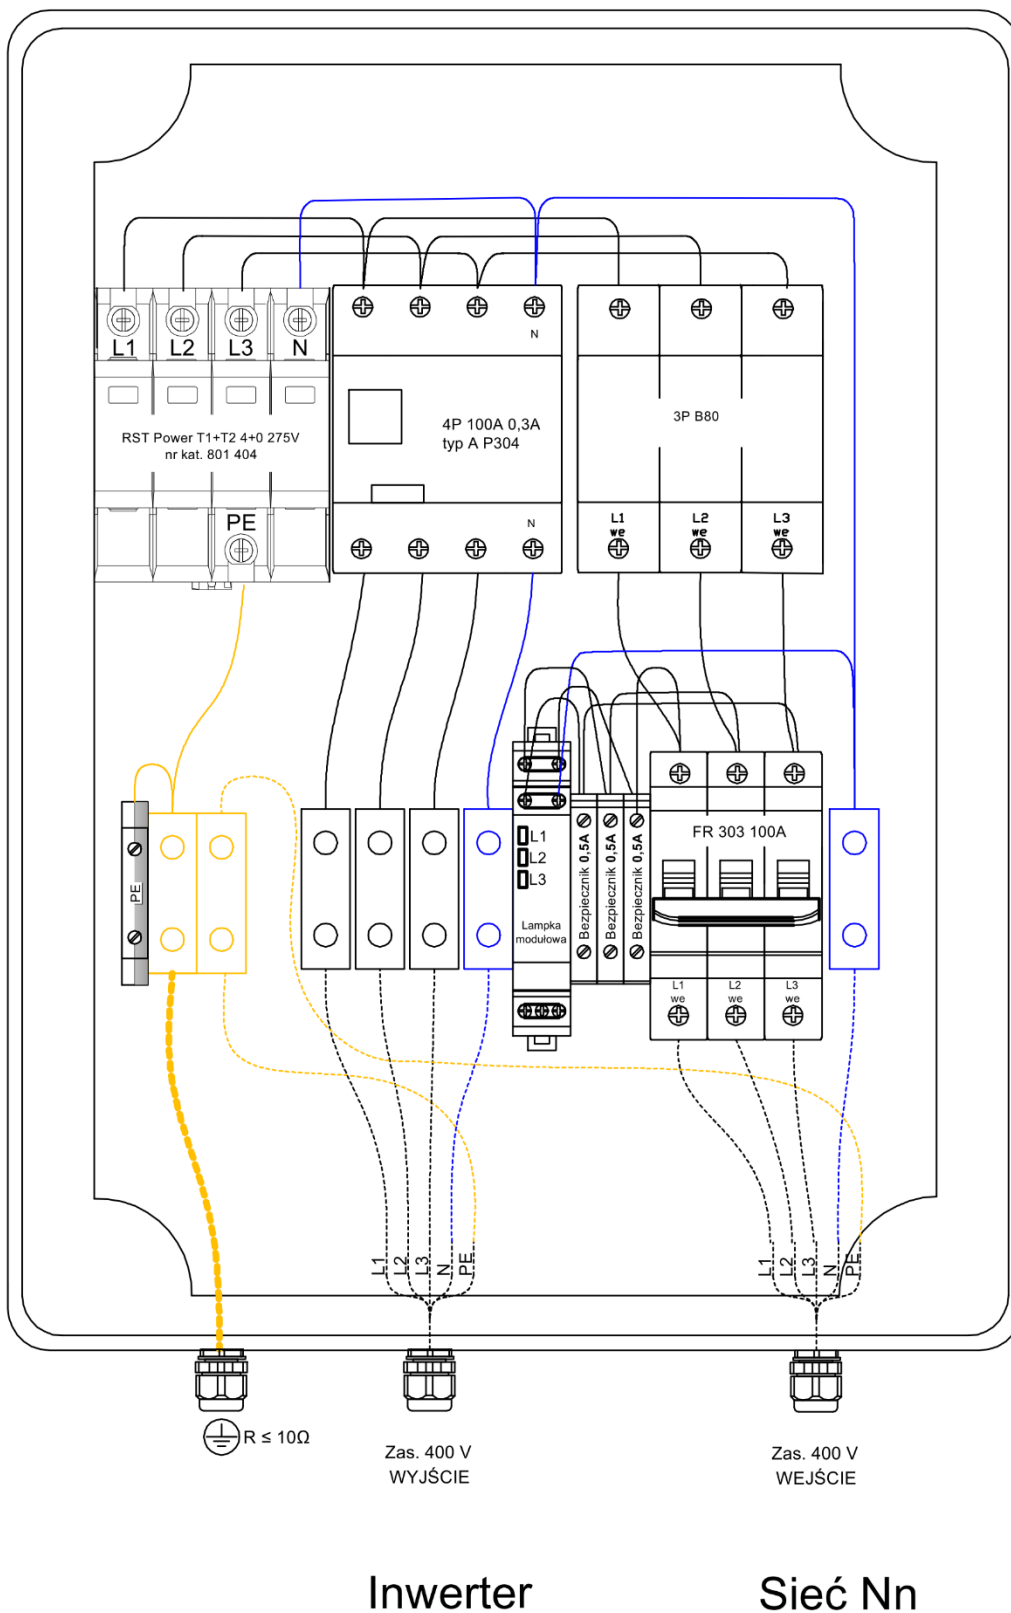 L1 L2 L3 N
RST Power T1+T2 4+0 275V
nr kat. 801 404
PE
N
4P 100A 0,3A
typ A P304
N
3P B80
L1 L2 L3
we we we
PE
L1
L2
L3
Lampka
modułowa
Bezpiecznik 0,5A
Bezpiecznik 0,5A
Bezpiecznik 0,5A
FR 303 100A
L1 L2 L3
we we we
L1 L2 L3 N PE
L1 L2 L3 N PE
R ≤ 10Ω
Zas. 400 V
WYJŚCIE
Zas. 400 V
WEJŚCIE
Inwerter
Sieć Nn